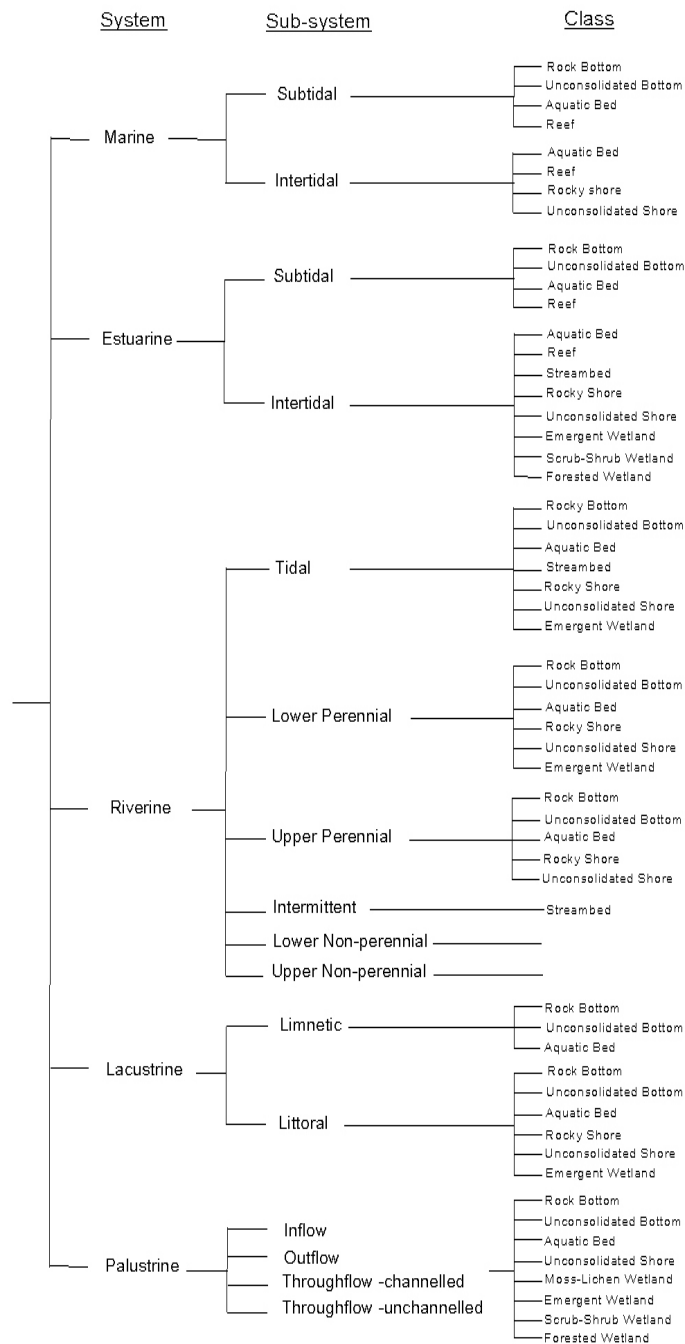 System Sub-system Class
Rock Bottom
Unconsolidated Bottom
Subtidal
Aquatic Bed
Reef
Marine
Aquatic Bed
Reef
Intertidal
Rocky shore
Unconsolidated Shore
Rock Bottom
Unconsolidated Bottom
Subtidal
Aquatic Bed
Reef
Estuarine
Aquatic Bed
Reef
Streambed
Rocky Shore
Intertidal
Unconsolidated Shore
Emergent Wetland
Scrub-Shrub Wetland
Forested Wetland
Rocky Bottom
Unconsolidated Bottom
Aquatic Bed
Tidal
Streambed
Rocky Shore
Unconsolidated Shore
Emergent Wetland
Rock Bottom
Unconsolidated Bottom
Aquatic Bed
Lower Perennial
Rocky Shore
Unconsolidated Shore
Emergent Wetland
Riverine
Rock Bottom
Unconsolidated Bottom
Upper Perennial
Aquatic Bed
Rocky Shore
Unconsolidated Shore
Intermittent
Streambed
Lower Non-perennial
Upper Non-perennial
Rock Bottom
Limnetic
Unconsolidated Bottom
Aquatic Bed
Lacustrine
Rock Bottom
Unconsolidated Bottom
Aquatic Bed
Littoral
Rocky Shore
Unconsolidated Shore
Emergent Wetland
Palustrine
Inflow
Outflow
Throughflow -channelled
Throughflow -unchannelled
Rock Bottom
Unconsolidated Bottom
Aquatic Bed
Unconsolidated Shore
Moss-Lichen Wetland
Emergent Wetland
Scrub-Shrub Wetland
Forested Wetland